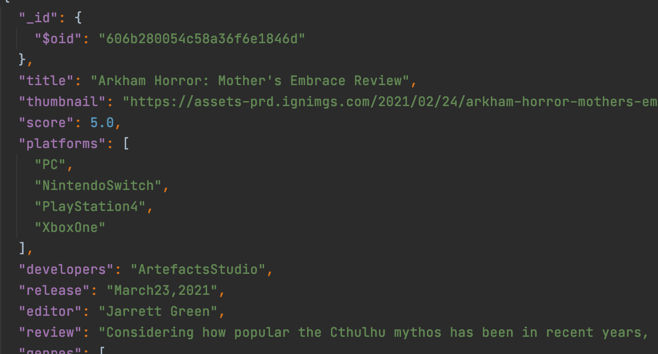 {
"_id": {
"$oid": "606b280054c58a36f6e1846d"
},
"title": "Arkham Horror: Mother's Embrace Review",
"thumbnail": "https://assets-prd.ignimgs.com/2021/02/24/arkham-horror-mothers-em
"score": 5.0,
"platforms": [
"PC",
"NintendoSwitch",
"PlayStation4",
"XboxOne"
],
"developers": "ArtefactsStudio",
"release": "March23,2021",
"editor": "Jarrett Green",
"review": "Considering how popular the Cthulhu mythos has been in recent years,
"genres": [